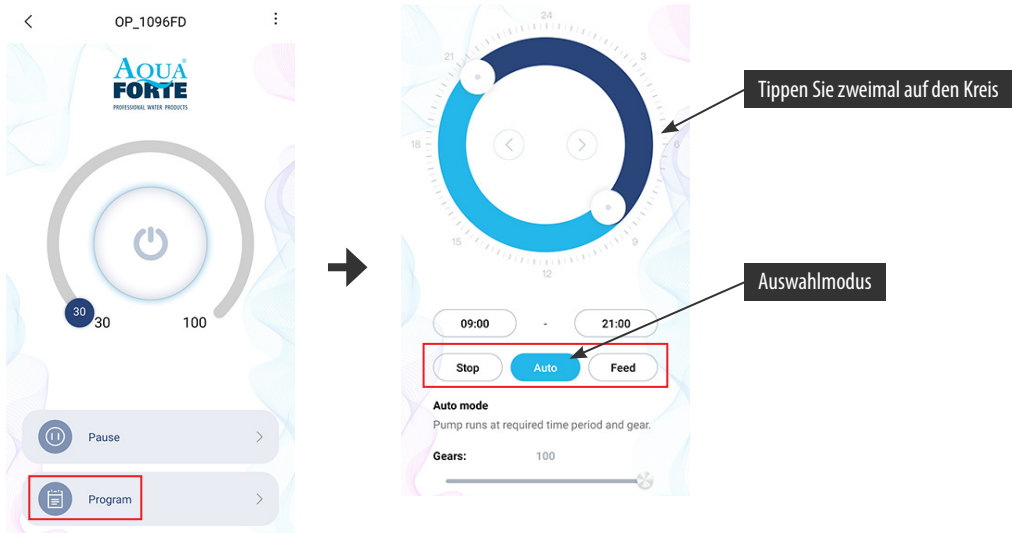 OP_1096FD
AQUA
FORTE
PROFESSIONAL WATER PRODUCTS
30
30
100
Pause
Program
24
21
3
18
6
15
9
12
09:00 - 21:00
Stop Auto Feed
Auto mode
Pump runs at required time period and gear.
Gears: 100
Tippen Sie zweimal auf den Kreis
Auswahlmodus